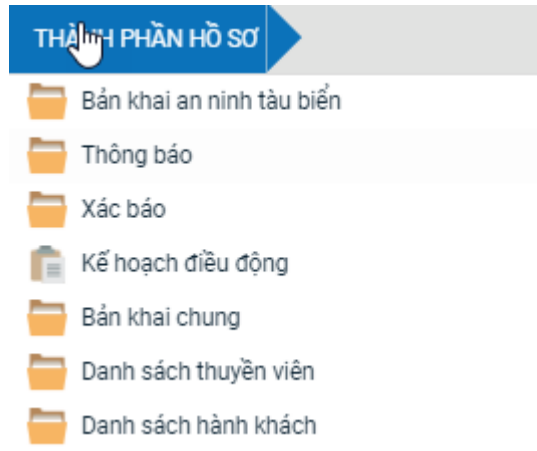 THÀNH PHẦN HỒ SƠ
Bản khai an ninh tàu biển
Thông báo
Xác báo
Kế hoạch điều động
Bản khai chung
Danh sách thuyền viên
Danh sách hành khách